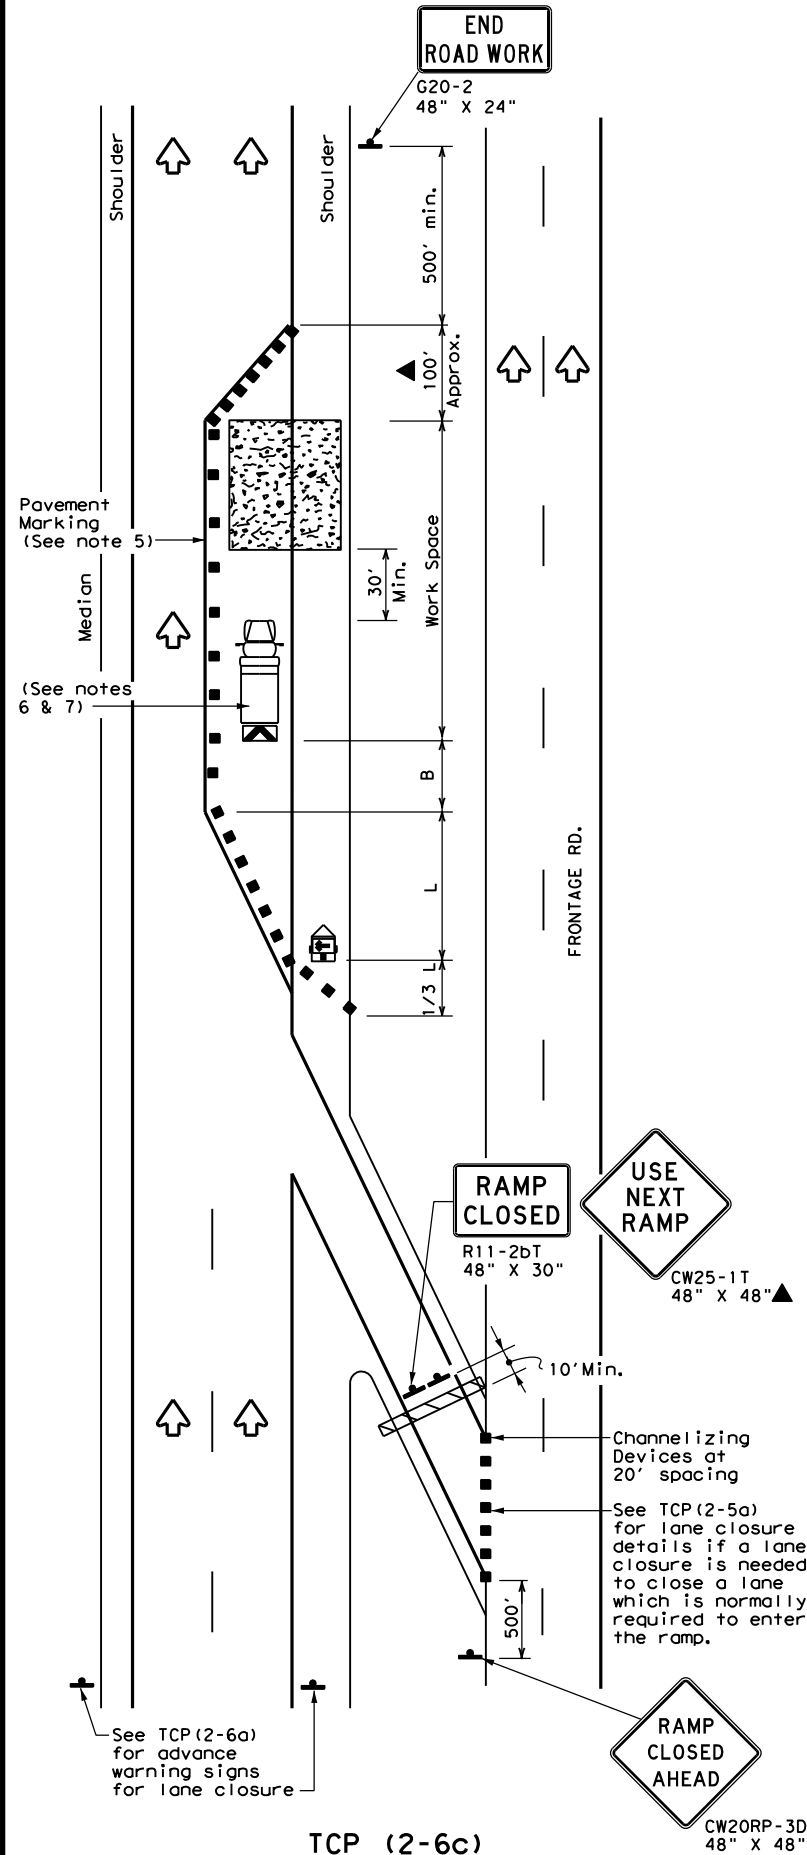 END
ROAD WORK
G20-2
48" X 24"
Shoulder
Shoulder
500' min.
100'
Approx.
Pavement
Marking
(See note 5)
Work Space
30'
Min.
Median
(See notes
6 & 7)
B
L
FRONTAGE RD.
1/3 L
RAMP
CLOSED
R11-2bT
48" X 30"
USE
NEXT
RAMP
CW25-1T
48" X 48"
10'Min.
Channelizing
Devices at
20' spacing
See TCP(2-5a)
for lane closure
details if a lane
closure is needed
to close a lane
which is normally
required to enter
the ramp.
500'
See TCP(2-6a)
for advance
warning signs
for lane closure
RAMP
CLOSED
AHEAD
CW20RP-3D
48" X 48"
TCP (2-6c)